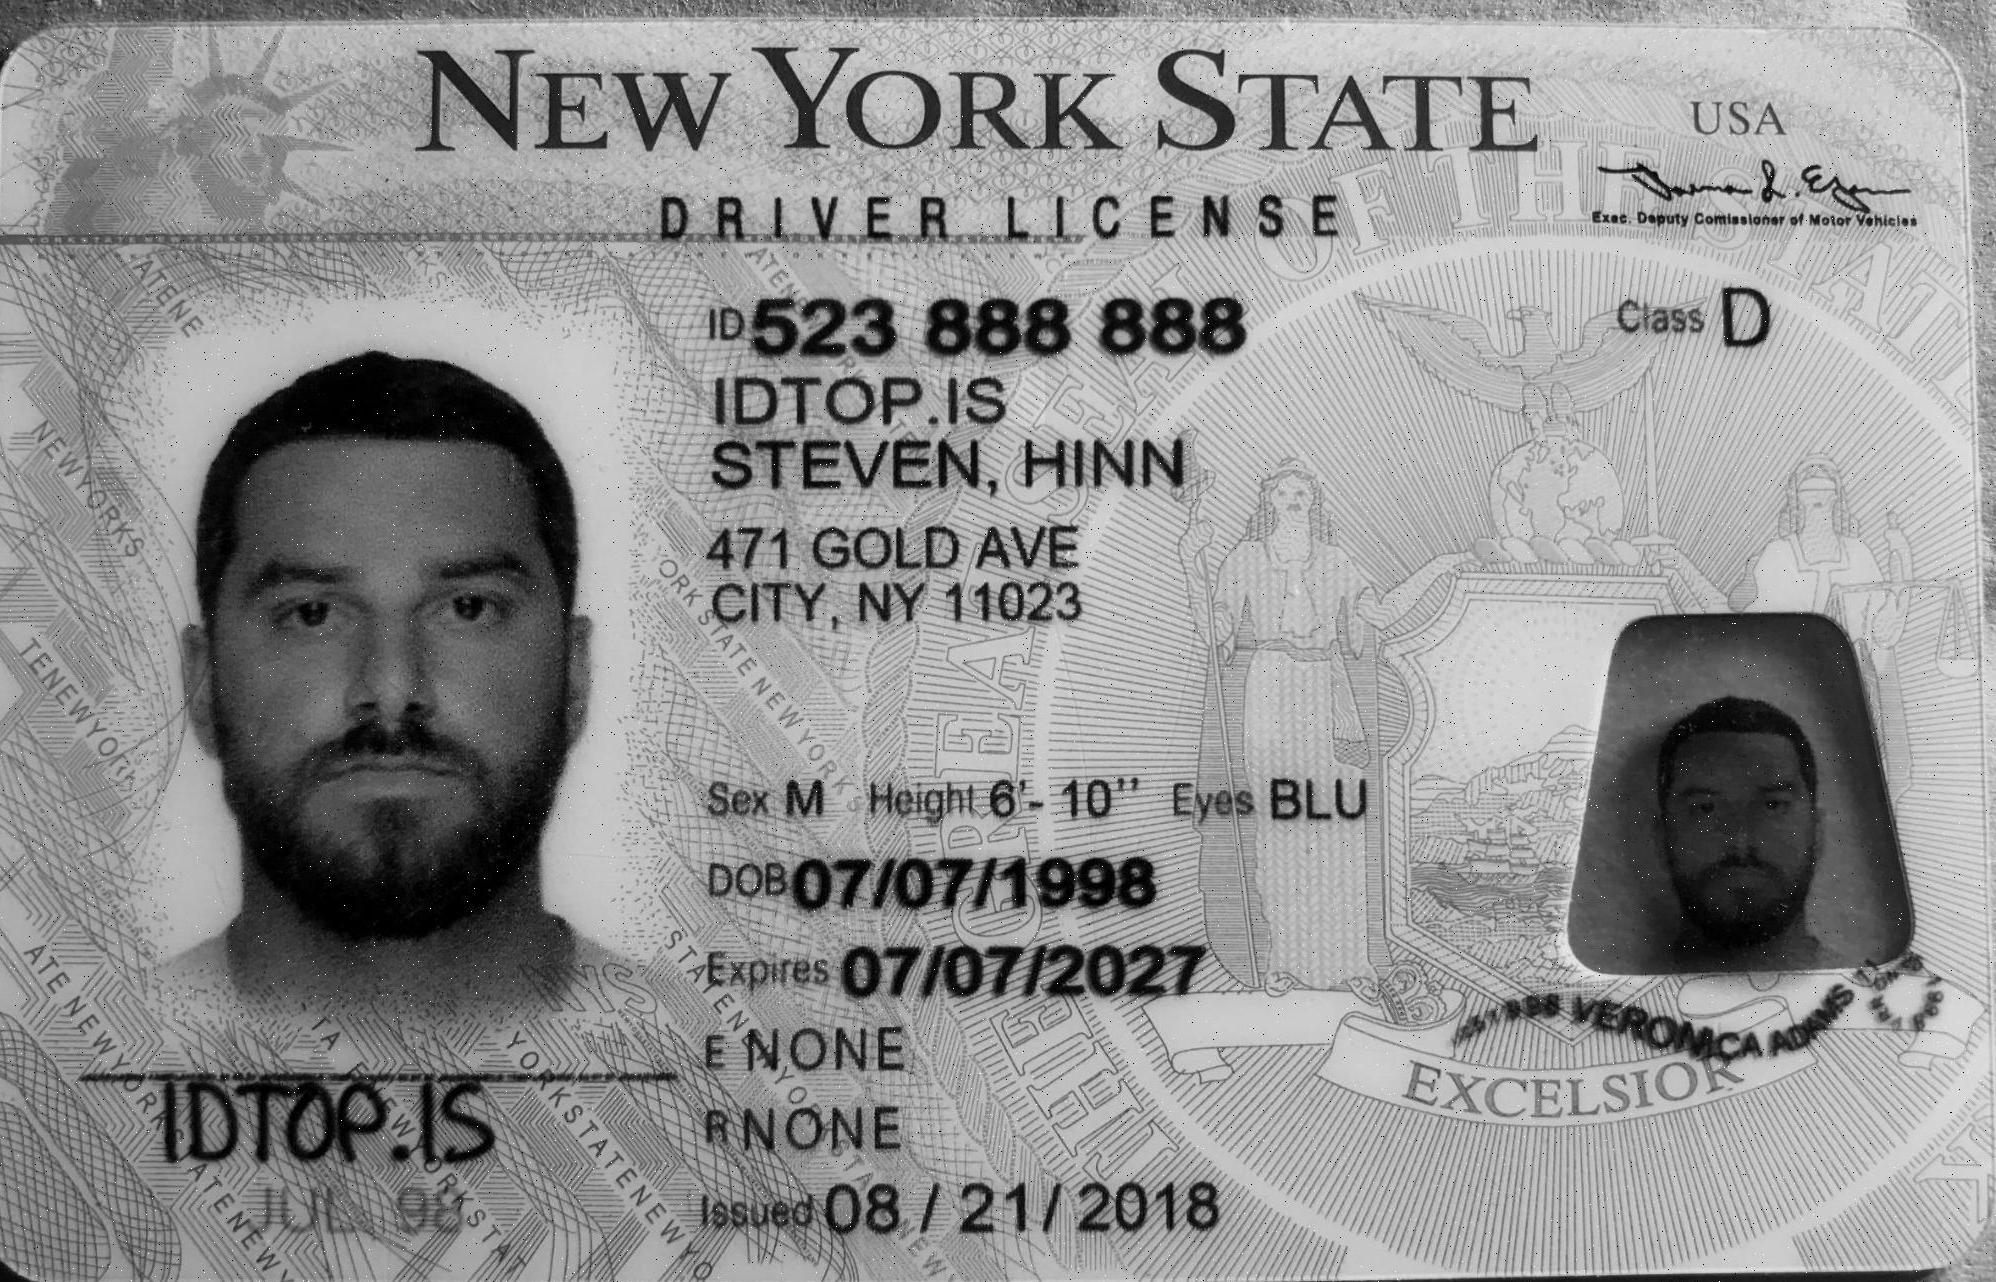 NEW YORK STATE
USA
Exec. Deputy Comissioner of Motor Vehicles
DRIVER LICENSE
ID 523 888 888
Class D
IDTOP.IS
STEVEN, HINN
471 GOLD AVE
CITY, NY 11023
Sex M Height 6'- 10" Eyes BLU
DOB 07/07/1998
Expires 07/07/2027
E NONE
R NONE
Issued 08 / 21 / 2018
IDTOP.IS
JUL 98
VERONICA ADAMS
EXCELSIOR